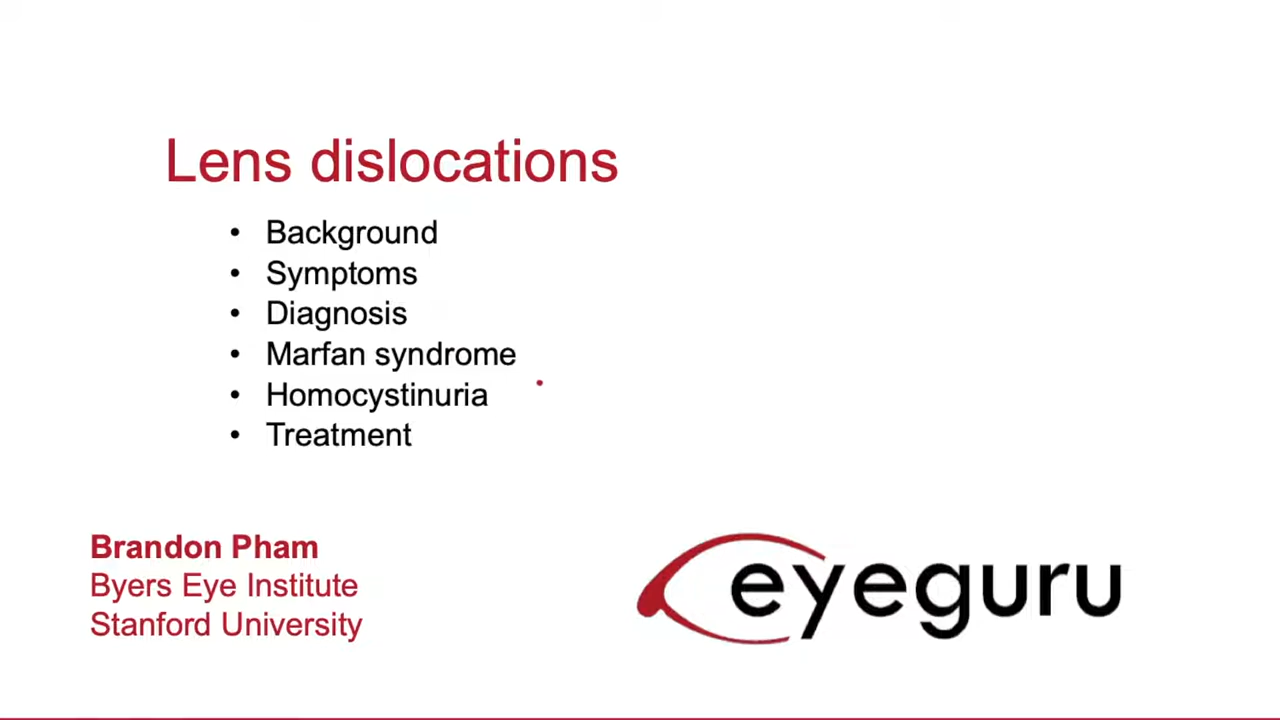 Lens dislocations
• Background
• Symptoms
• Diagnosis
• Marfan syndrome
• Homocystinuria
• Treatment
Brandon Pham
Byers Eye Institute
Stanford University
eyeguru